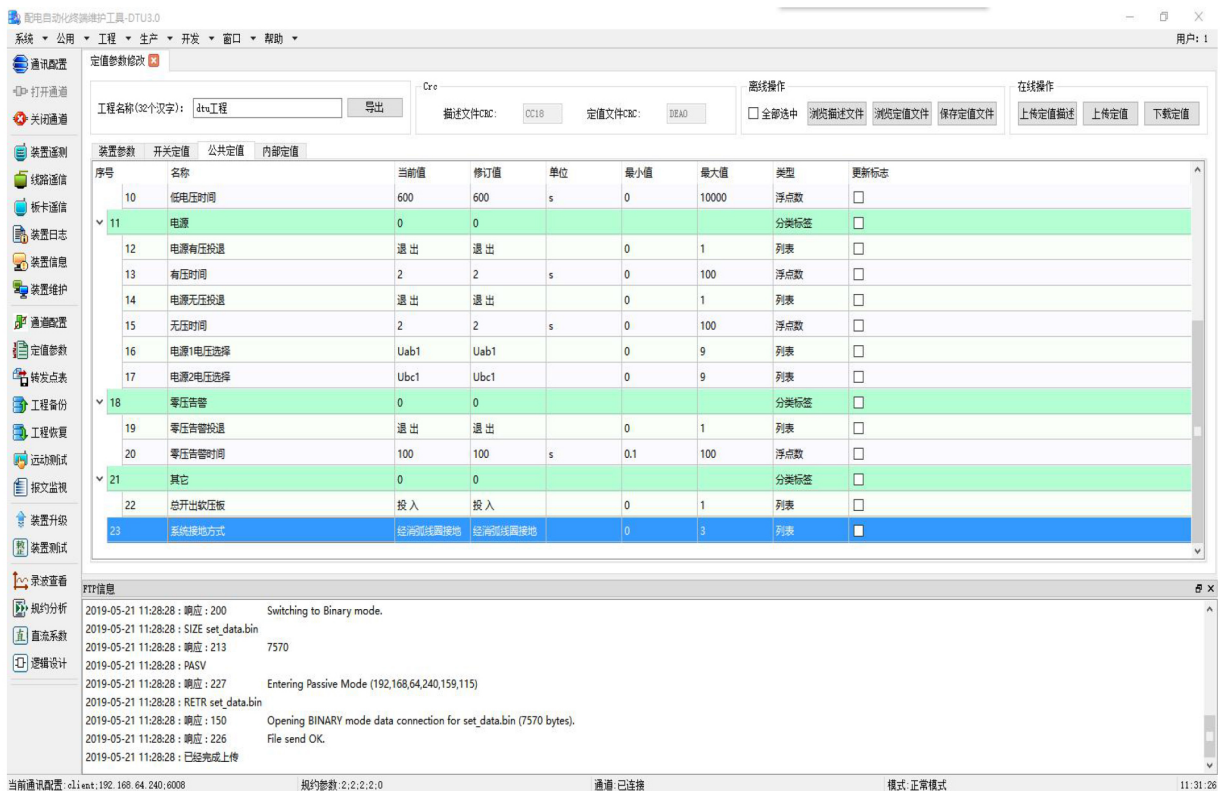 配电自动化终端维护工具-DTU3.0
系统 公用 工程 生产 开发 窗口 帮助 用户: 1
通讯配置
打开通道
关闭通道
装置遥测
线路遥信
板卡遥信
装置日志
装置信息
装置维护
通道配置
定值参数
转发点表
工程备份
工程恢复
远动测试
报文监视
装置升级
装置测试
录波查看
规约分析
直流系数
逻辑设计
定值参数修改
工程名称(32个汉字): dtu工程 导出
Crc
描述文件CRC: CC18 定值文件CRC: DEA0
离线操作
全部选中 浏览描述文件 浏览定值文件 保存定值文件
在线操作
上传定值描述 上传定值 下载定值
装置参数 开关定值 公共定值 内部定值
序号 名称 当前值 修订值 单位 最小值 最大值 类型 更新标志
10 低电压时间 600 600 s 0 10000 浮点数
11 电源 0 0 分类标签
12 电源有压投退 退出 退出 0 1 列表
13 有压时间 2 2 s 0 100 浮点数
14 电源无压投退 退出 退出 0 1 列表
15 无压时间 2 2 s 0 100 浮点数
16 电源1电压选择 Uab1 Uab1 0 9 列表
17 电源2电压选择 Ubc1 Ubc1 0 9 列表
18 零压告警 0 0 分类标签
19 零压告警投退 退出 退出 0 1 列表
20 零压告警时间 100 100 s 0.1 100 浮点数
21 其它 0 0 分类标签
22 总开出软压板 投入 投入 0 1 列表
23 系统接地方式 经消弧线圈接地 经消弧线圈接地 0 3 列表
FTP信息
2019-05-21 11:28:28 : 响应 : 200 Switching to Binary mode.
2019-05-21 11:28:28 : SIZE set_data.bin
2019-05-21 11:28:28 : 响应 : 213 7570
2019-05-21 11:28:28 : PASV
2019-05-21 11:28:28 : 响应 : 227 Entering Passive Mode (192,168,64,240,159,115)
2019-05-21 11:28:28 : RETR set_data.bin
2019-05-21 11:28:28 : 响应 : 150 Opening BINARY mode data connection for set_data.bin (7570 bytes).
2019-05-21 11:28:28 : 响应 : 226 File send OK.
2019-05-21 11:28:28 : 已经完成上传
当前通讯配置:client;192.168.64.240;6008 规约参数:2;2;2;2;0 通道:已连接 模式:正常模式 11:31:26